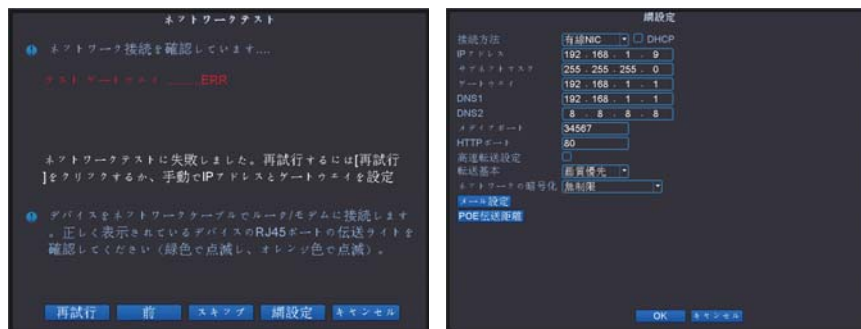 ネットワークテスト
ネットワーク接続を確認しています....
テスト ゲートウェイ ..........ERR
ネットワークテストに失敗しました。再試行するには[再試行
]をクリックするか、手動でIPアドレスとゲートウェイを設定
デバイスをネットワークケーブルでルータ/モデムに接続します
。正しく表示されているデバイスのRJ45ポートの伝送ライトを
確認してください(緑色で点滅し、オレンジ色で点滅)。
再試行 前 スキップ 網設定 キャンセル
網設定
接続方法 有線NIC DHCP
IPアドレス 192 . 168 . 1 . 9
サブネットマスク 255 . 255 . 255 . 0
ゲートウェイ 192 . 168 . 1 . 1
DNS1 192 . 168 . 1 . 1
DNS2 8 . 8 . 8 . 8
メディアポート 34567
HTTPポート 80
高速転送設定
転送基本 画質優先
ネットワークの暗号化 無制限
メール設定
POE伝送距離
OK キャンセル